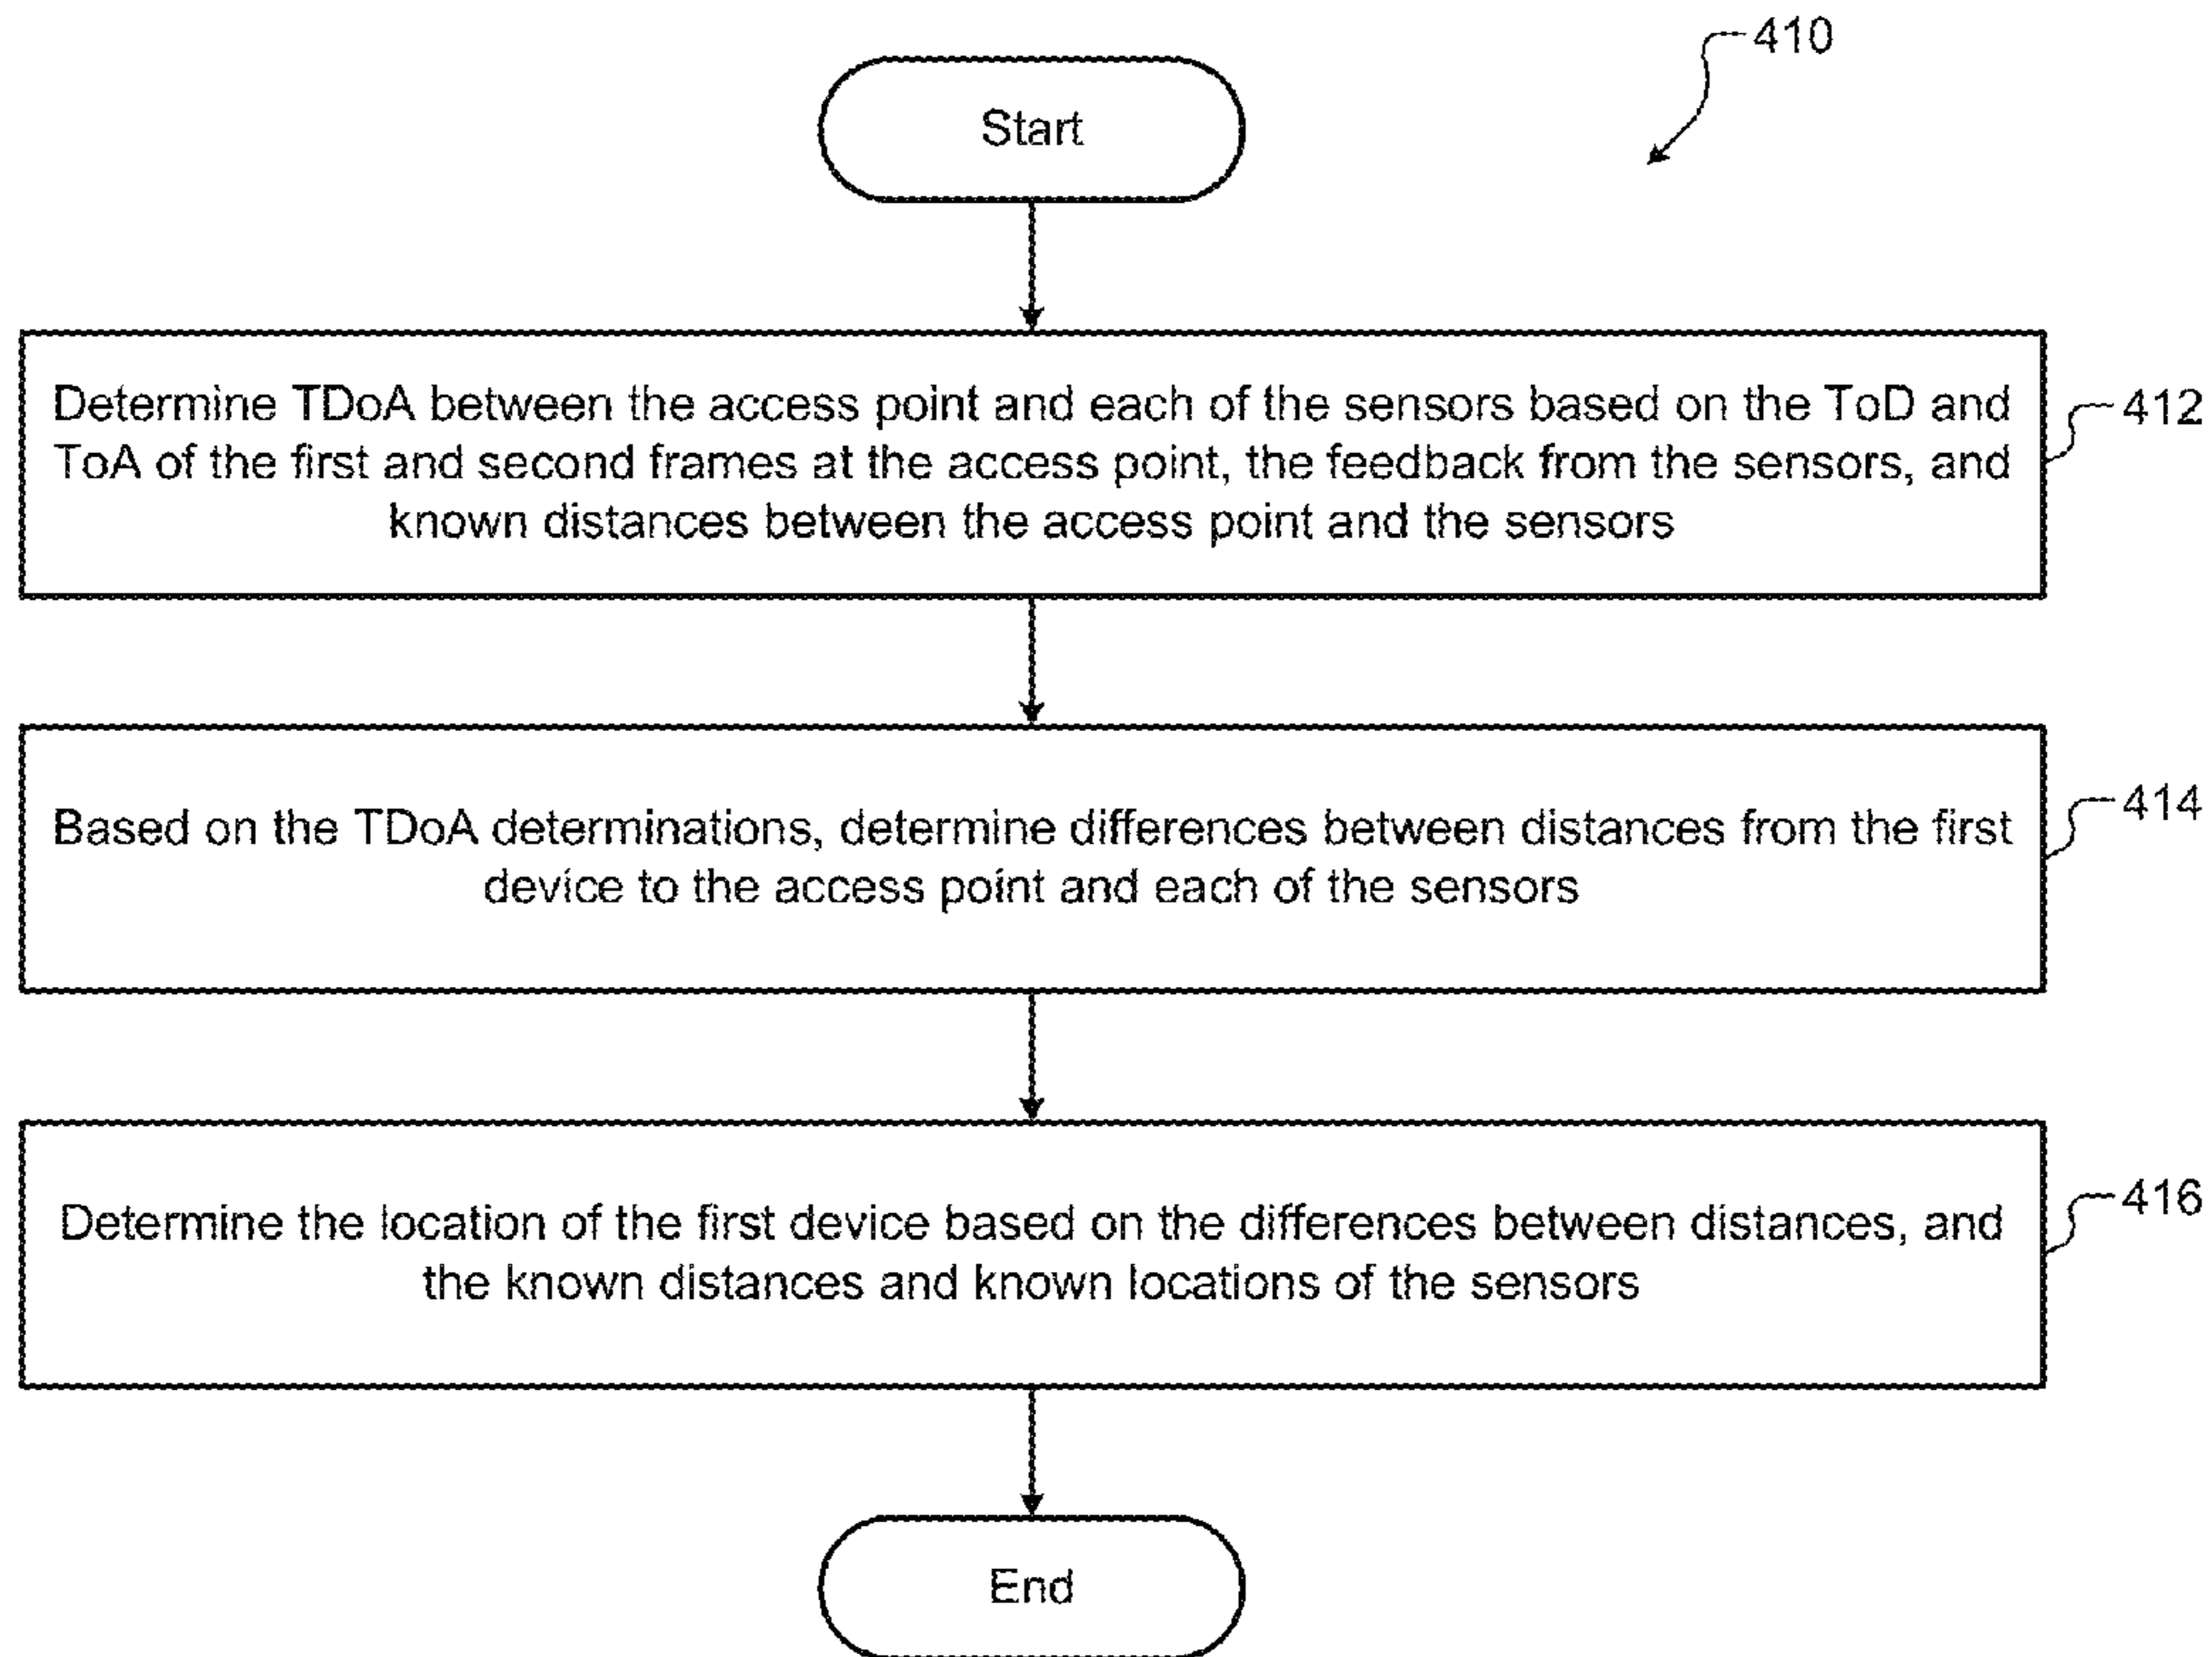 410
Start
Determine TDoA between the access point and each of the sensors based on the ToD and
ToA of the first and second frames at the access point, the feedback from the sensors, and
known distances between the access point and the sensors
412
Based on the TDoA determinations, determine differences between distances from the first
device to the access point and each of the sensors
414
Determine the location of the first device based on the differences between distances, and
the known distances and known locations of the sensors
416
End